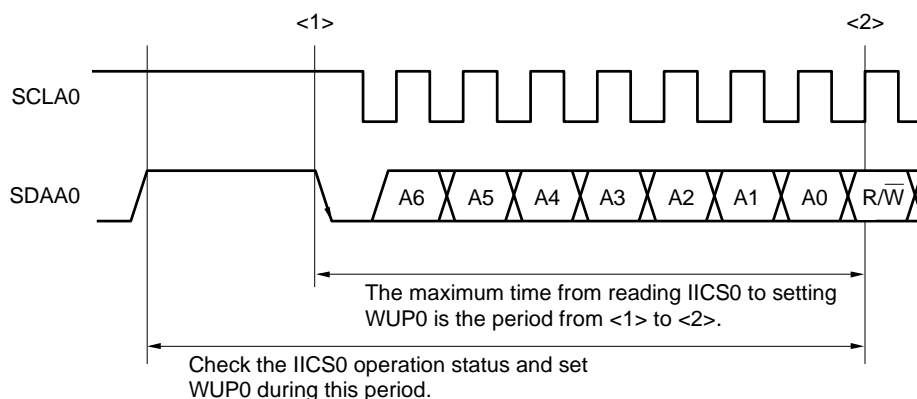 <1>
<2>
SCLA0
SDAA0
A6 A5 A4 A3 A2 A1 A0 R/W̅
The maximum time from reading IICS0 to setting
WUP0 is the period from <1> to <2>.
Check the IICS0 operation status and set
WUP0 during this period.